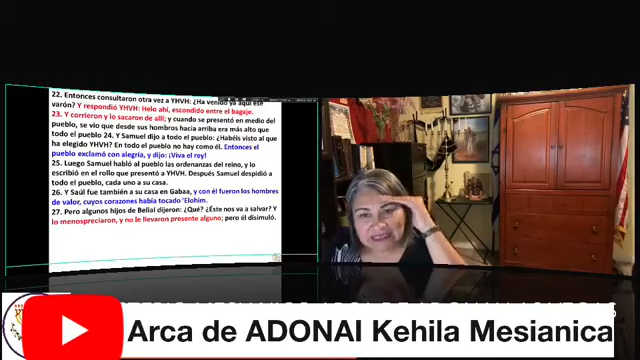 22. Entonces consultaron otra vez a YHVH: ¿Ha venido ya aquí ese
varón? Y respondió YHVH: Helo ahí, escondido entre el bagaje.
23. Y corrieron y lo sacaron de allí; y cuando se presentó en medio del
pueblo, se vio que desde sus hombros hacia arriba era más alto que
todo el pueblo 24. Y Samuel dijo a todo el pueblo: ¿Habéis visto al que
ha elegido YHVH? En todo el pueblo no hay como él. Entonces el
pueblo exclamó con alegría, y dijo: ¡Viva el rey!
25. Luego Samuel habló al pueblo las ordenanzas del reino, y lo
escribió en el rollo que presentó a YHVH. Después Samuel despidió a
todo el pueblo, cada uno a su casa.
26. Y Saúl fue también a su casa en Gabaa, y con él fueron los hombres
de valor, cuyos corazones había tocado 'Elohim.
27. Pero algunos hijos de Belial dijeron: ¿Qué? ¿Éste nos va a salvar? Y
lo menospreciaron, y no le llevaron presente alguno; pero él disimuló.
Arca de ADONAI Kehila Mesianica